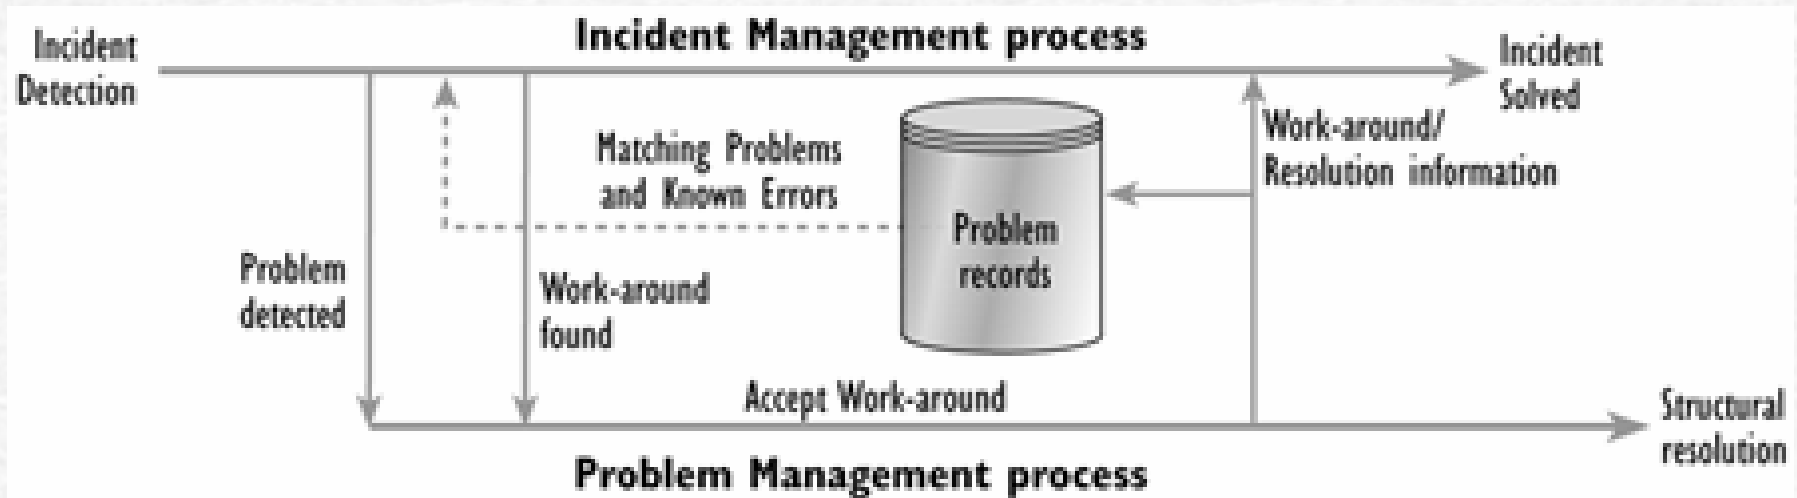 Incident Management process
Incident
Detection
Incident
Solved
Work-around/
Resolution information
Matching Problems
and Known Errors
Problem
records
Problem
detected
Work-around
found
Accept Work-around
Structural
resolution
Problem Management process